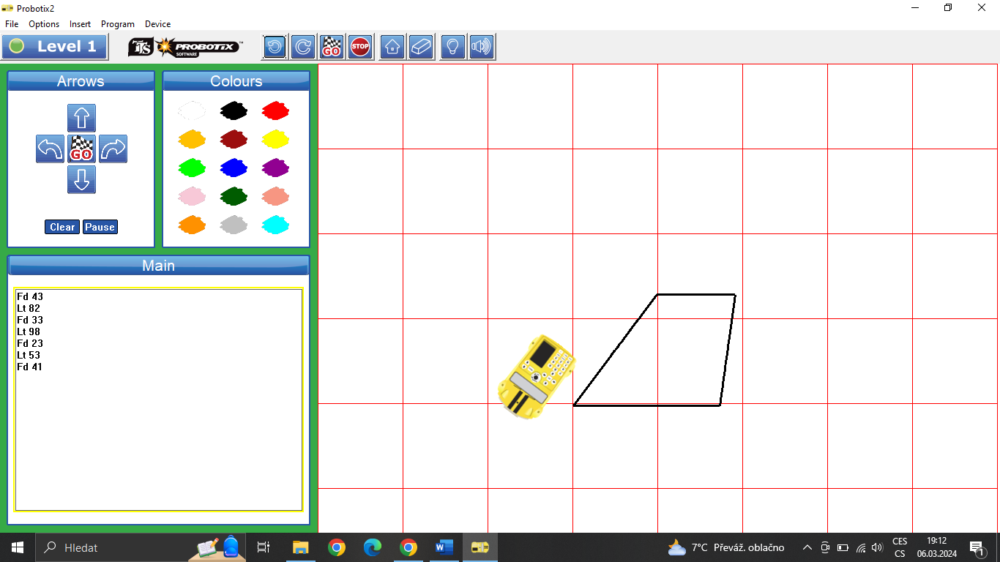 Probotix2
File Options Insert Program Device
Level 1
TTS PROBOTIX™
SOFTWARE
GO
STOP
Arrows
Colours
GO
Clear Pause
Main
Fd 43
Lt 82
Fd 33
Lt 98
Fd 23
Lt 53
Fd 41
Hledat
7°C Převáž. oblačno
CES
CS
19:12
06.03.2024
1